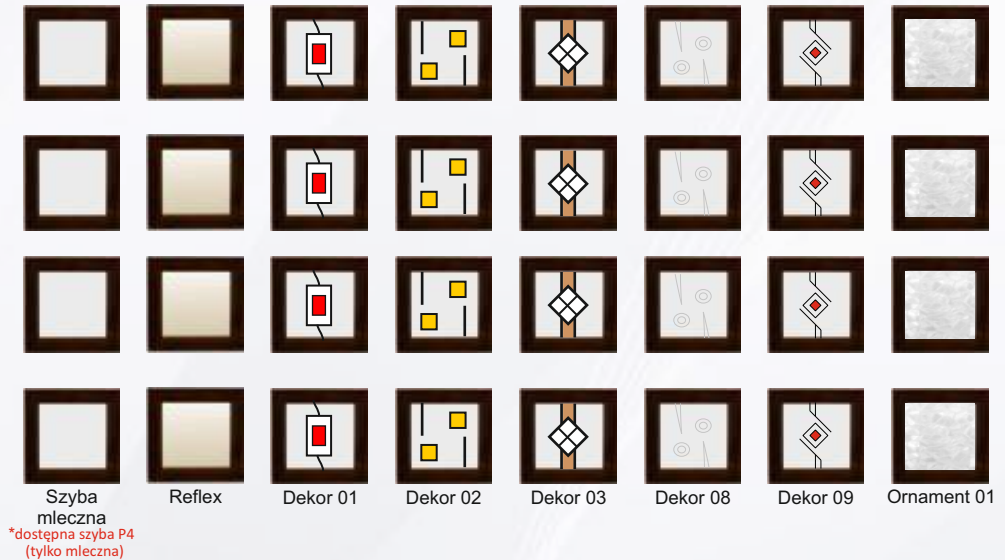 Szyba
mleczna
*dostępna szyba P4
(tylko mleczna)
Reflex
Dekor 01
Dekor 02
Dekor 03
Dekor 08
Dekor 09
Ornament 01